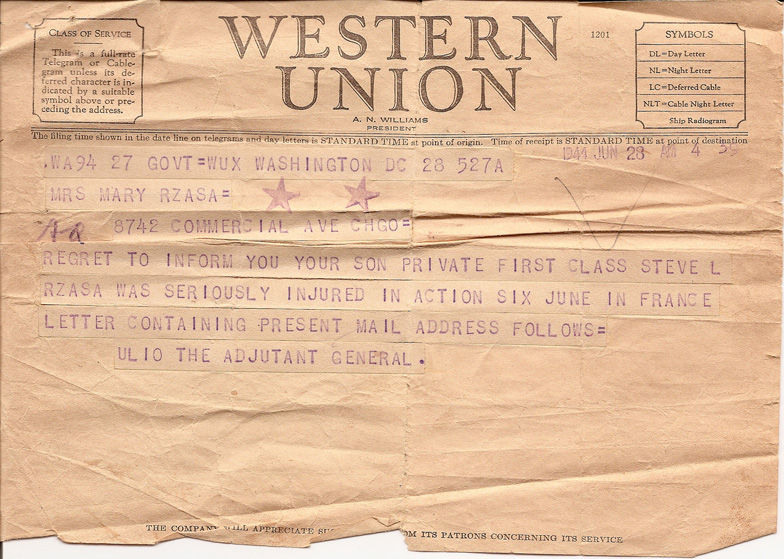 CLASS OF SERVICE
This is a full-rate
Telegram or Cable-
gram unless its de-
ferred character is in-
dicated by a suitable
symbol above or pre-
ceding the address.
WESTERN
UNION
A. N. WILLIAMS
PRESIDENT
1201
SYMBOLS
DL=Day Letter
NL=Night Letter
LC=Deferred Cable
NLT=Cable Night Letter
Ship Radiogram
The filing time shown in the date line on telegrams and day letters is STANDARD TIME at point of origin. Time of receipt is STANDARD TIME at point of destination
.WA94 27 GOVT=WUX WASHINGTON DC 28 527A
1944 JUN 28 AM 4
MRS MARY RZASA=
8742 COMMERCIAL AVE CHGO=
REGRET TO INFORM YOU YOUR SON PRIVATE FIRST CLASS STEVE L
RZASA WAS SERIOUSLY INJURED IN ACTION SIX JUNE IN FRANCE
LETTER CONTAINING PRESENT MAIL ADDRESS FOLLOWS=
ULIO THE ADJUTANT GENERAL.
THE COMPANY WILL APPRECIATE ITS PATRONS CONCERNING ITS SERVICE